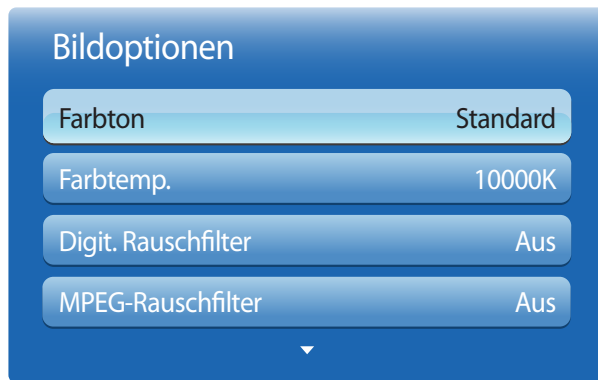 Bildoptionen
Farbton Standard
Farbtemp. 10000K
Digit. Rauschfilter Aus
MPEG-Rauschfilter Aus